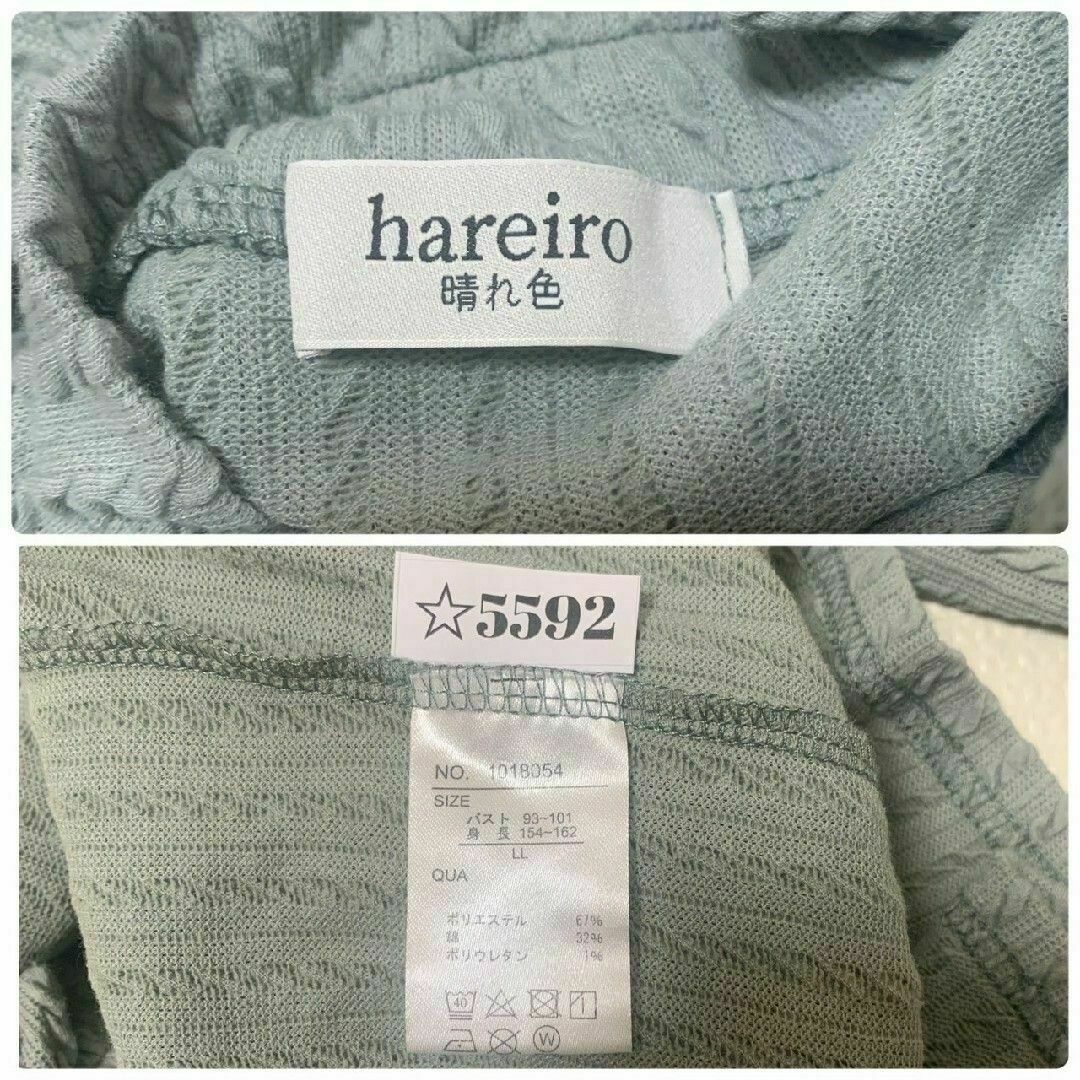 hareiro
晴れ色
☆5592
NO. 1018054
SIZE
バスト 93~101
身 長 154~162
LL
QUA
ポリエステル 67%
綿 32%
ポリウレタン 1%
40
W